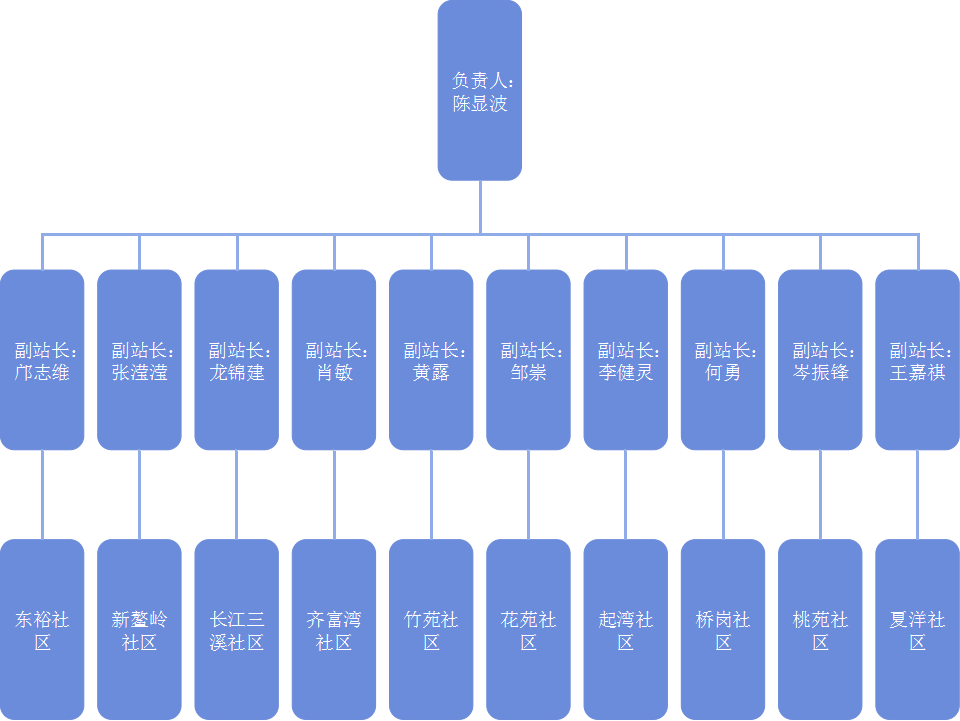 负责人：
陈显波
副站长：
邝志维
副站长：
张滢滢
副站长：
龙锦建
副站长：
肖敏
副站长：
黄露
副站长：
邹崇
副站长：
李健灵
副站长：
何勇
副站长：
岑振锋
副站长：
王嘉祺
东裕社
区
新鳌岭
社区
长江三
溪社区
齐富湾
社区
竹苑社
区
花苑社
区
起湾社
区
桥岗社
区
桃苑社
区
夏洋社
区